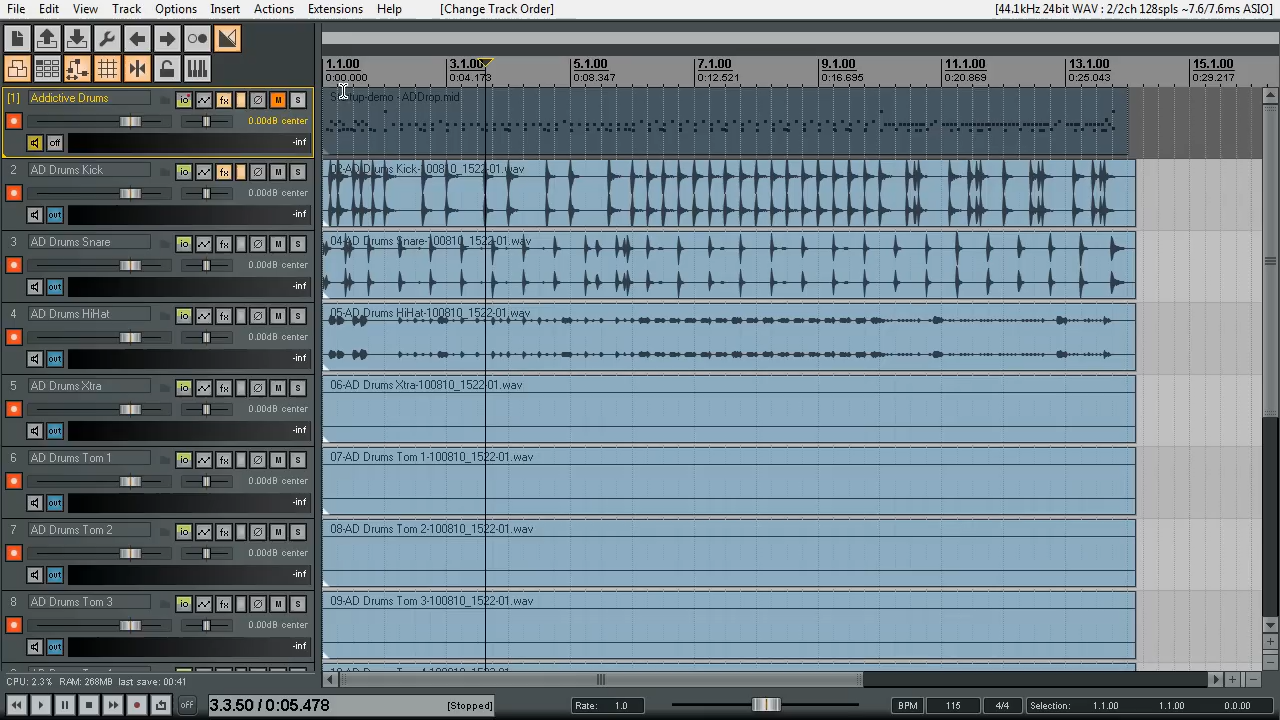 File Edit View Track Options Insert Actions Extensions Help [Change Track Order] [44.1kHz 24bit WAV : 2/2ch 128spls ~7.6/7.6ms ASIO]
1.1.00 3.1.00 5.1.00 7.1.00 9.1.00 11.1.00 13.1.00 15.1.00
0:00.000 0:04.173 0:08.347 0:12.521 0:16.695 0:20.869 0:25.043 0:29.217
[1] Addictive Drums io fx M S
-demo - ADDrop.mid
0.00dB center
off -inf
2 AD Drums Kick io fx M S
02-AD Drums Kick-100810_1522-01.wav
0.00dB center
out -inf
3 AD Drums Snare io fx M S
04-AD Drums Snare-100810_1522-01.wav
0.00dB center
out -inf
4 AD Drums HiHat io fx M S
05-AD Drums HiHat-100810_1522-01.wav
0.00dB center
out -inf
5 AD Drums Xtra io fx M S
06-AD Drums Xtra-100810_1522-01.wav
0.00dB center
out -inf
6 AD Drums Tom 1 io fx M S
07-AD Drums Tom 1-100810_1522-01.wav
0.00dB center
out -inf
7 AD Drums Tom 2 io fx M S
08-AD Drums Tom 2-100810_1522-01.wav
0.00dB center
out -inf
8 AD Drums Tom 3 io fx M S
09-AD Drums Tom 3-100810_1522-01.wav
0.00dB center
out -inf
CPU: 2.3% RAM: 268MB last save: 00:41
off 3.3.50 / 0:05.478 [Stopped] Rate: 1.0 BPM 115 4/4 Selection: 1.1.00 1.1.00 0.0.00